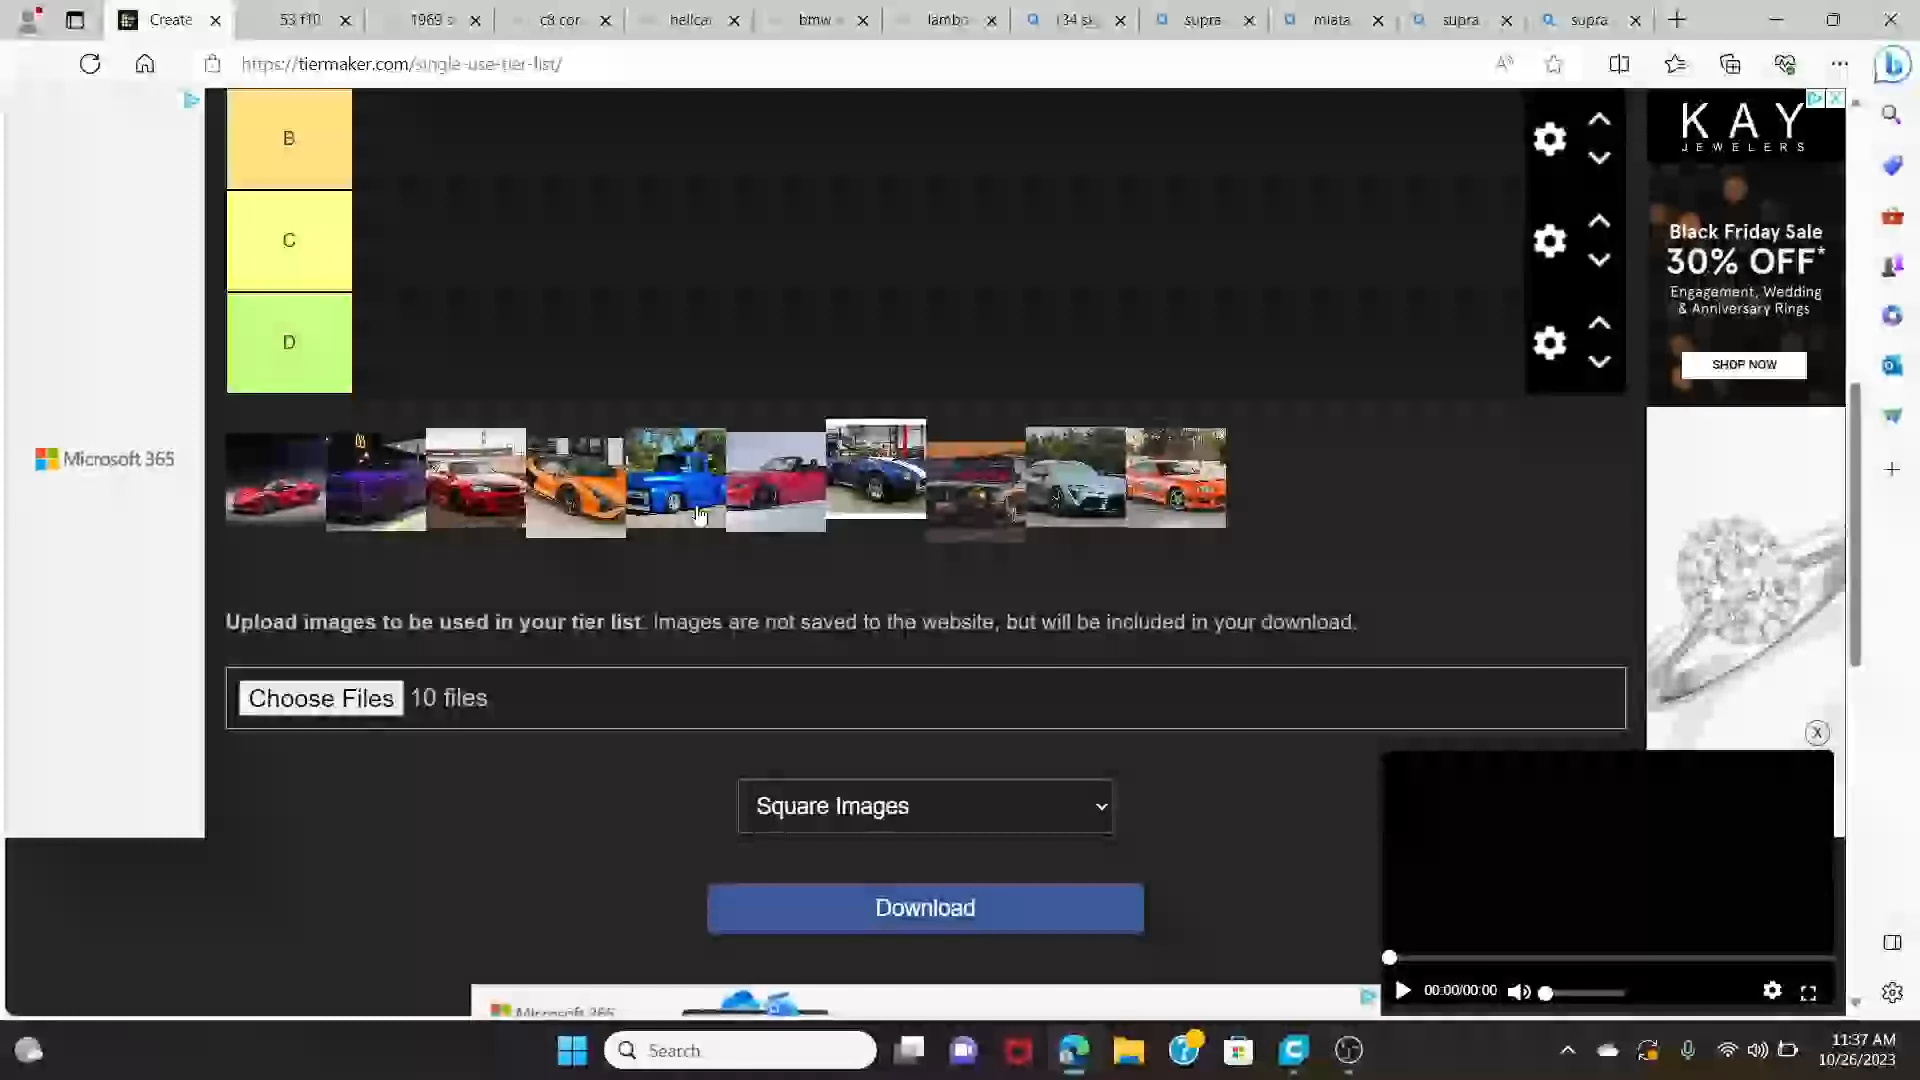 Create
53 f10
1969 s
c8 cor
hellca
bmw
lambo
supra
miata
supra
supra
https://tiermaker.com/single-use-tier-list/
B
C
D
KAY
JEWELERS
Black Friday Sale
30% OFF*
Engagement, Wedding
& Anniversary Rings
SHOP NOW
Microsoft 365
Upload images to be used in your tier list. Images are not saved to the website, but will be included in your download.
Choose Files 10 files
X
Square Images
Download
00:00/00:00
Microsoft 365
Search
11:37 AM
10/26/2023